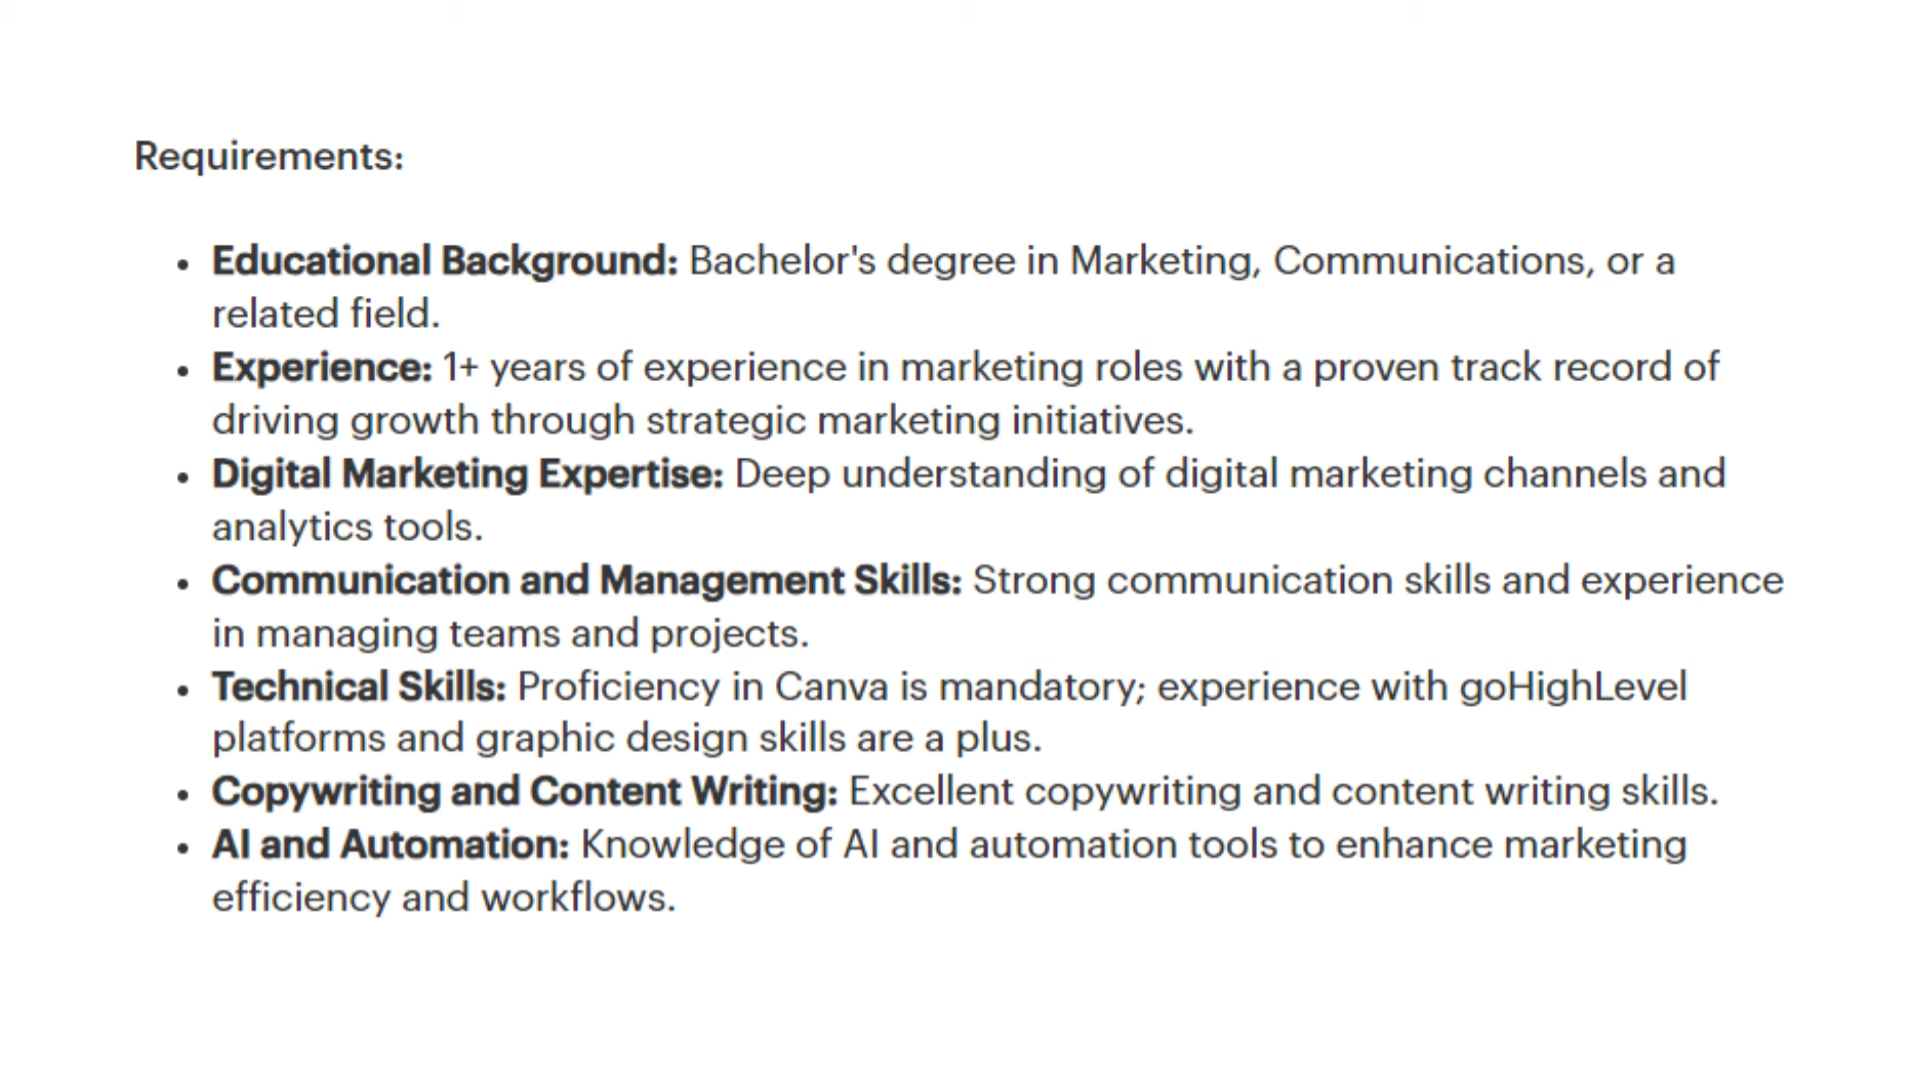 Requirements:
• Educational Background: Bachelor's degree in Marketing, Communications, or a
related field.
• Experience: 1+ years of experience in marketing roles with a proven track record of
driving growth through strategic marketing initiatives.
• Digital Marketing Expertise: Deep understanding of digital marketing channels and
analytics tools.
• Communication and Management Skills: Strong communication skills and experience
in managing teams and projects.
• Technical Skills: Proficiency in Canva is mandatory; experience with goHighLevel
platforms and graphic design skills are a plus.
• Copywriting and Content Writing: Excellent copywriting and content writing skills.
• AI and Automation: Knowledge of AI and automation tools to enhance marketing
efficiency and workflows.